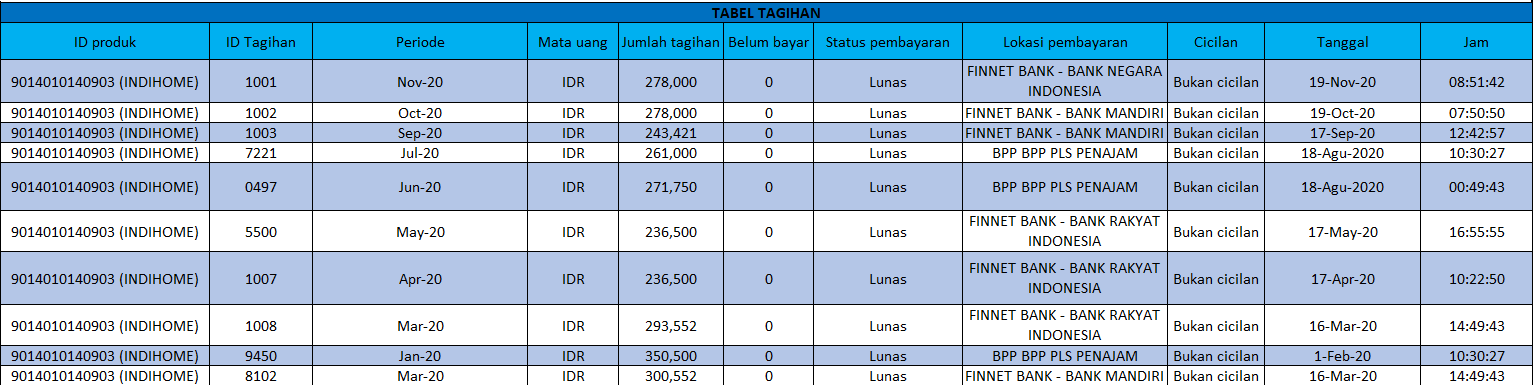 TABEL TAGIHAN
ID produk ID Tagihan Periode Mata uang Jumlah tagihan Belum bayar Status pembayaran Lokasi pembayaran Cicilan Tanggal Jam
9014010140903 (INDIHOME) 1001 Nov-20 IDR 278,000 0 Lunas FINNET BANK - BANK NEGARA INDONESIA Bukan cicilan 19-Nov-20 08:51:42
9014010140903 (INDIHOME) 1002 Oct-20 IDR 278,000 0 Lunas FINNET BANK - BANK MANDIRI Bukan cicilan 19-Oct-20 07:50:50
9014010140903 (INDIHOME) 1003 Sep-20 IDR 243,421 0 Lunas FINNET BANK - BANK MANDIRI Bukan cicilan 17-Sep-20 12:42:57
9014010140903 (INDIHOME) 7221 Jul-20 IDR 261,000 0 Lunas BPP BPP PLS PENAJAM Bukan cicilan 18-Agu-2020 10:30:27
9014010140903 (INDIHOME) 0497 Jun-20 IDR 271,750 0 Lunas BPP BPP PLS PENAJAM Bukan cicilan 18-Agu-2020 00:49:43
9014010140903 (INDIHOME) 5500 May-20 IDR 236,500 0 Lunas FINNET BANK - BANK RAKYAT INDONESIA Bukan cicilan 17-May-20 16:55:55
9014010140903 (INDIHOME) 1007 Apr-20 IDR 236,500 0 Lunas FINNET BANK - BANK RAKYAT INDONESIA Bukan cicilan 17-Apr-20 10:22:50
9014010140903 (INDIHOME) 1008 Mar-20 IDR 293,552 0 Lunas FINNET BANK - BANK RAKYAT INDONESIA Bukan cicilan 16-Mar-20 14:49:43
9014010140903 (INDIHOME) 9450 Jan-20 IDR 350,500 0 Lunas BPP BPP PLS PENAJAM Bukan cicilan 1-Feb-20 10:30:27
9014010140903 (INDIHOME) 8102 Mar-20 IDR 300,552 0 Lunas FINNET BANK - BANK MANDIRI Bukan cicilan 16-Mar-20 14:49:43